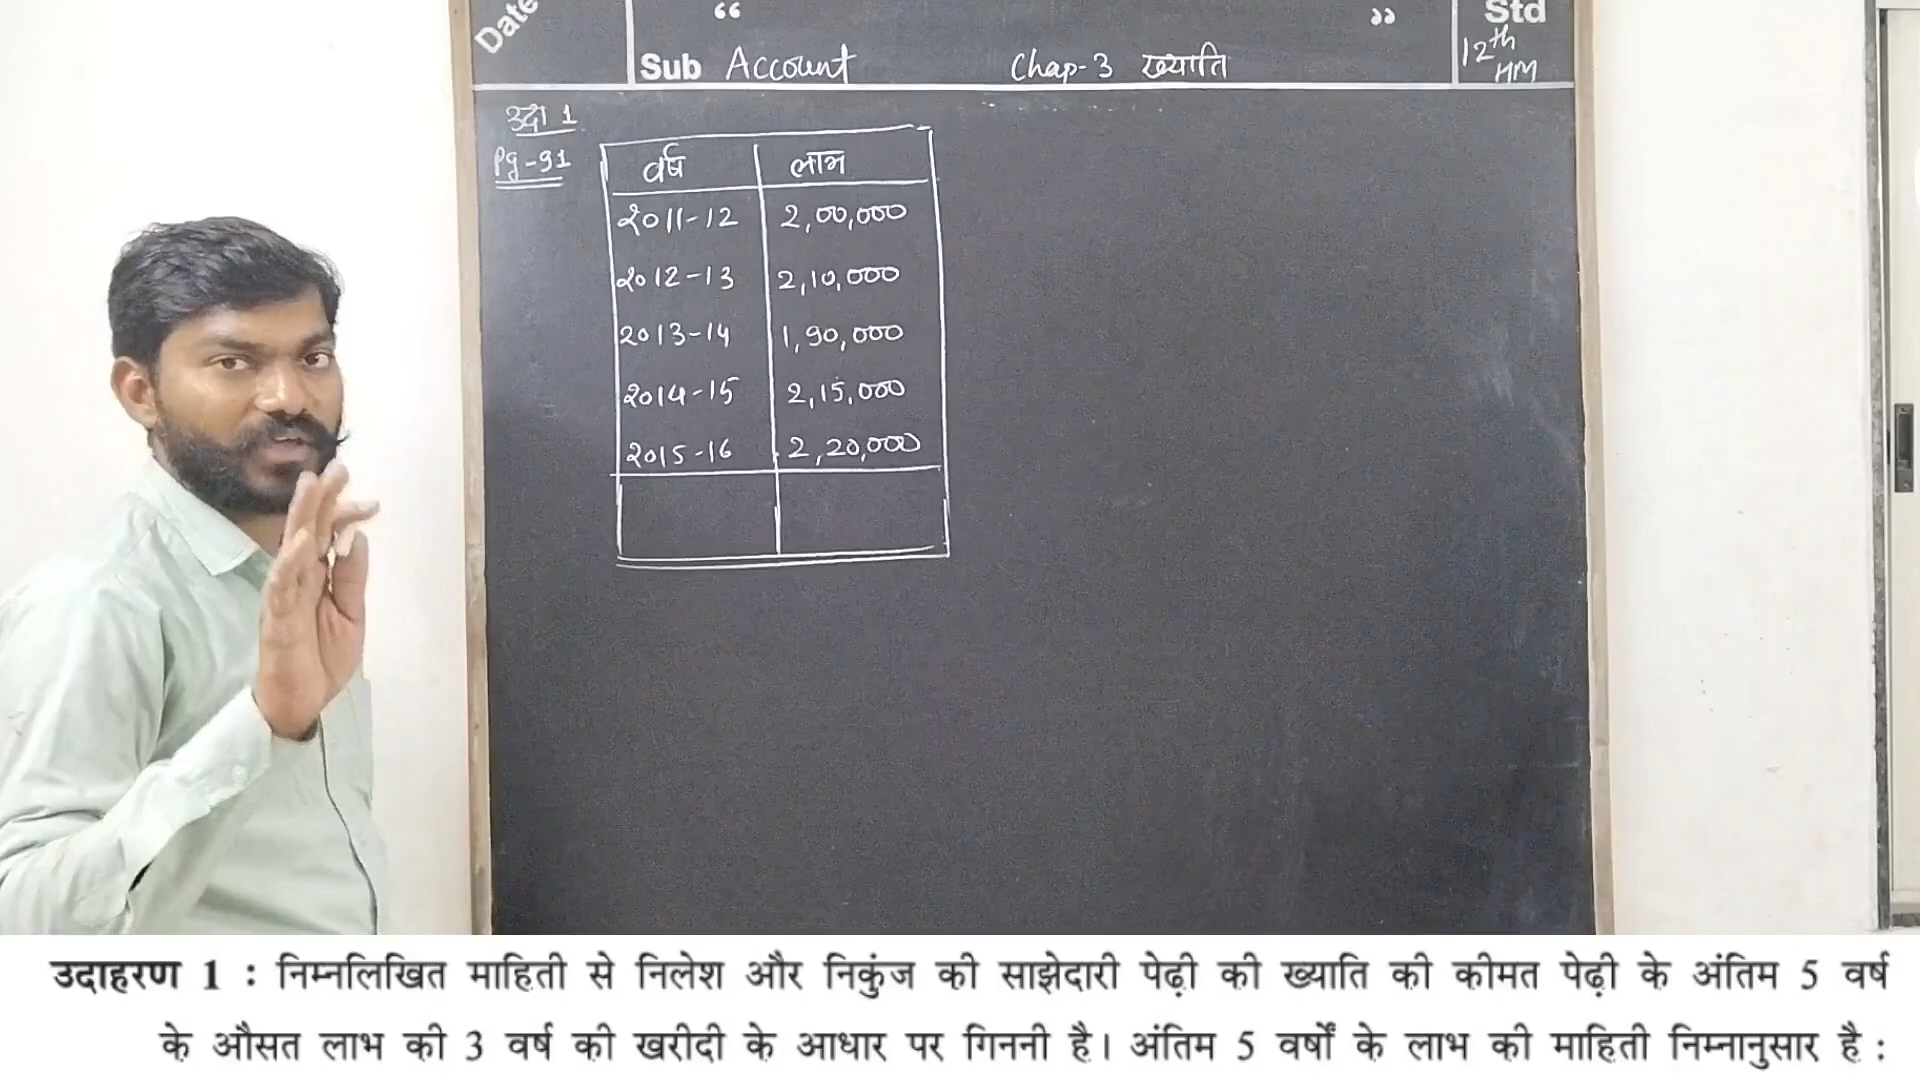 Date
“ ”
Std
Sub Account Chap-3 ख्याति
12th
HM
उदा 1
Pg-91
वर्ष लाभ
2011-12 2,00,000
2012-13 2,10,000
2013-14 1,90,000
2014-15 2,15,000
2015-16 2,20,000
उदाहरण 1 : निम्नलिखित माहिती से निलेश और निकुंज की साझेदारी पेढ़ी की ख्याति की कीमत पेढ़ी के अंतिम 5 वर्ष
के औसत लाभ की 3 वर्ष की खरीदी के आधार पर गिननी है। अंतिम 5 वर्षों के लाभ की माहिती निम्नानुसार है :